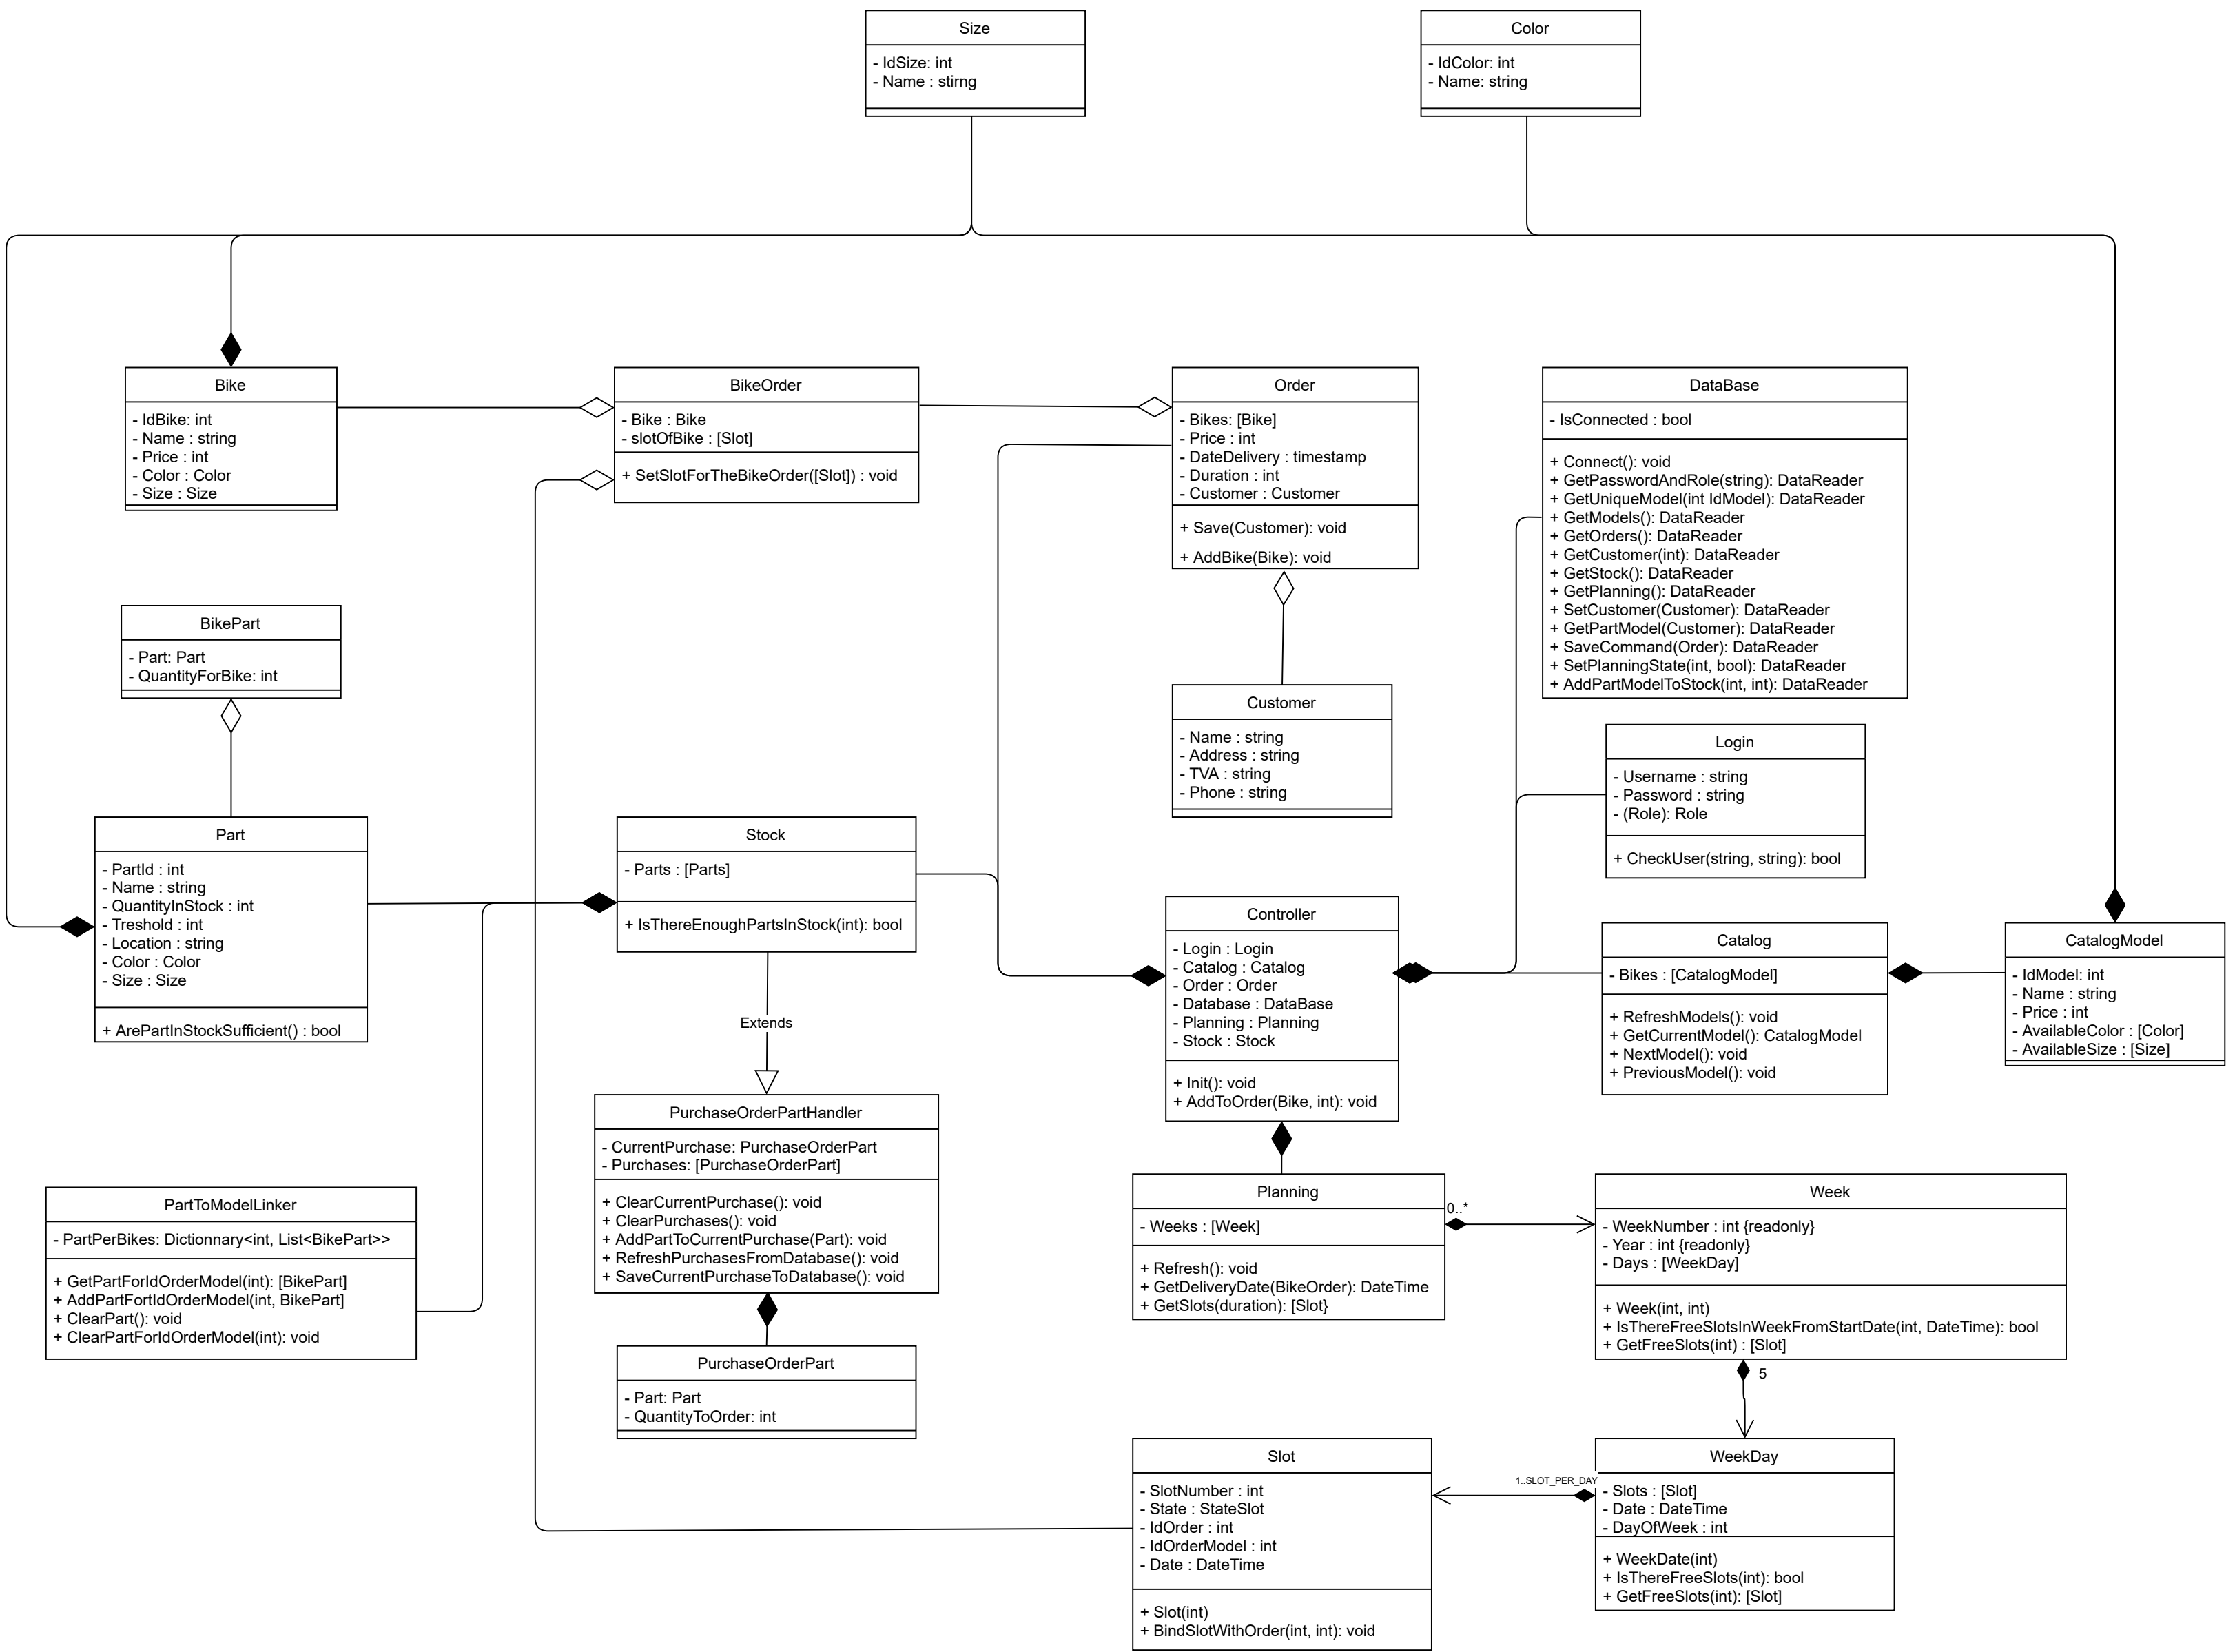 Size
- IdSize: int
- Name : stirng
Color
- IdColor: int
- Name: string
Bike
- IdBike: int
- Name : string
- Price : int
- Color : Color
- Size : Size
BikeOrder
- Bike : Bike
- slotOfBike : [Slot]
+ SetSlotForTheBikeOrder([Slot]) : void
Order
- Bikes: [Bike]
- Price : int
- DateDelivery : timestamp
- Duration : int
- Customer : Customer
+ Save(Customer): void
+ AddBike(Bike): void
DataBase
- IsConnected : bool
+ Connect(): void
+ GetPasswordAndRole(string): DataReader
+ GetUniqueModel(int IdModel): DataReader
+ GetModels(): DataReader
+ GetOrders(): DataReader
+ GetCustomer(int): DataReader
+ GetStock(): DataReader
+ GetPlanning(): DataReader
+ SetCustomer(Customer): DataReader
+ GetPartModel(Customer): DataReader
+ SaveCommand(Order): DataReader
+ SetPlanningState(int, bool): DataReader
+ AddPartModelToStock(int, int): DataReader
BikePart
- Part: Part
- QuantityForBike: int
Customer
- Name : string
- Address : string
- TVA : string
- Phone : string
Login
- Username : string
- Password : string
- (Role): Role
+ CheckUser(string, string): bool
Part
- PartId : int
- Name : string
- QuantityInStock : int
- Treshold : int
- Location : string
- Color : Color
- Size : Size
+ ArePartInStockSufficient() : bool
Stock
- Parts : [Parts]
+ IsThereEnoughPartsInStock(int): bool
Extends
Controller
- Login : Login
- Catalog : Catalog
- Order : Order
- Database : DataBase
- Planning : Planning
- Stock : Stock
+ Init(): void
+ AddToOrder(Bike, int): void
Catalog
- Bikes : [CatalogModel]
+ RefreshModels(): void
+ GetCurrentModel(): CatalogModel
+ NextModel(): void
+ PreviousModel(): void
CatalogModel
- IdModel: int
- Name : string
- Price : int
- AvailableColor : [Color]
- AvailableSize : [Size]
PurchaseOrderPartHandler
- CurrentPurchase: PurchaseOrderPart
- Purchases: [PurchaseOrderPart]
+ ClearCurrentPurchase(): void
+ ClearPurchases(): void
+ AddPartToCurrentPurchase(Part): void
+ RefreshPurchasesFromDatabase(): void
+ SaveCurrentPurchaseToDatabase(): void
PartToModelLinker
- PartPerBikes: Dictionnary<int, List<BikePart>>
+ GetPartForIdOrderModel(int): [BikePart]
+ AddPartFortIdOrderModel(int, BikePart]
+ ClearPart(): void
+ ClearPartForIdOrderModel(int): void
PurchaseOrderPart
- Part: Part
- QuantityToOrder: int
Planning
- Weeks : [Week]
+ Refresh(): void
+ GetDeliveryDate(BikeOrder): DateTime
+ GetSlots(duration): [Slot}
0..*
Week
- WeekNumber : int {readonly}
- Year : int {readonly}
- Days : [WeekDay]
+ Week(int, int)
+ IsThereFreeSlotsInWeekFromStartDate(int, DateTime): bool
+ GetFreeSlots(int) : [Slot]
5
Slot
- SlotNumber : int
- State : StateSlot
- IdOrder : int
- IdOrderModel : int
- Date : DateTime
+ Slot(int)
+ BindSlotWithOrder(int, int): void
1..SLOT_PER_DAY
WeekDay
- Slots : [Slot]
- Date : DateTime
- DayOfWeek : int
+ WeekDate(int)
+ IsThereFreeSlots(int): bool
+ GetFreeSlots(int): [Slot]